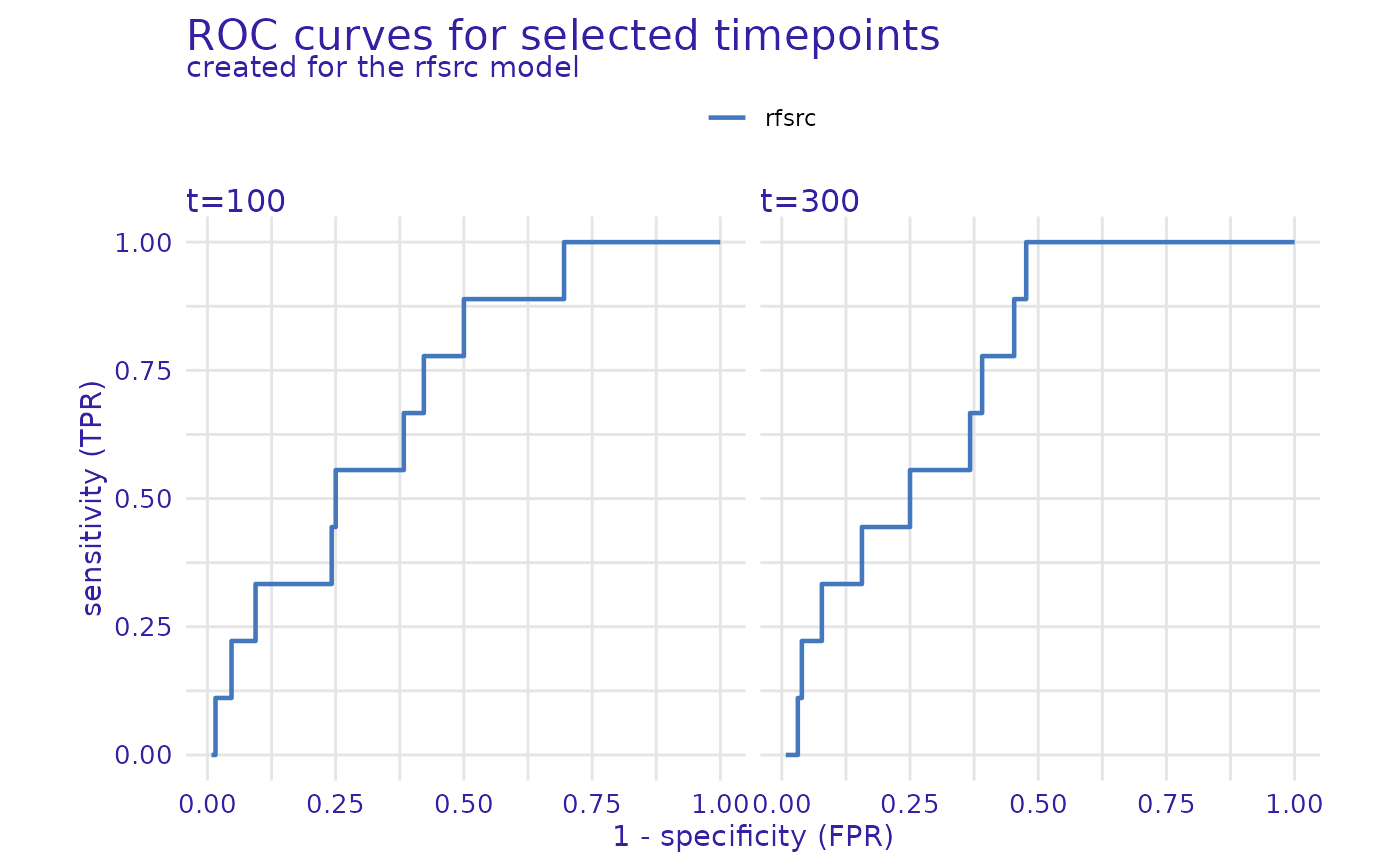 ROC curves for selected timepoints
created for the rfsrc model
rfsrc
t=100
t=300
sensitivity (TPR)
1.00
0.75
0.50
0.25
0.00
0.00 0.25 0.50 0.75 1.00 0.00 0.25 0.50 0.75 1.00
1 - specificity (FPR)